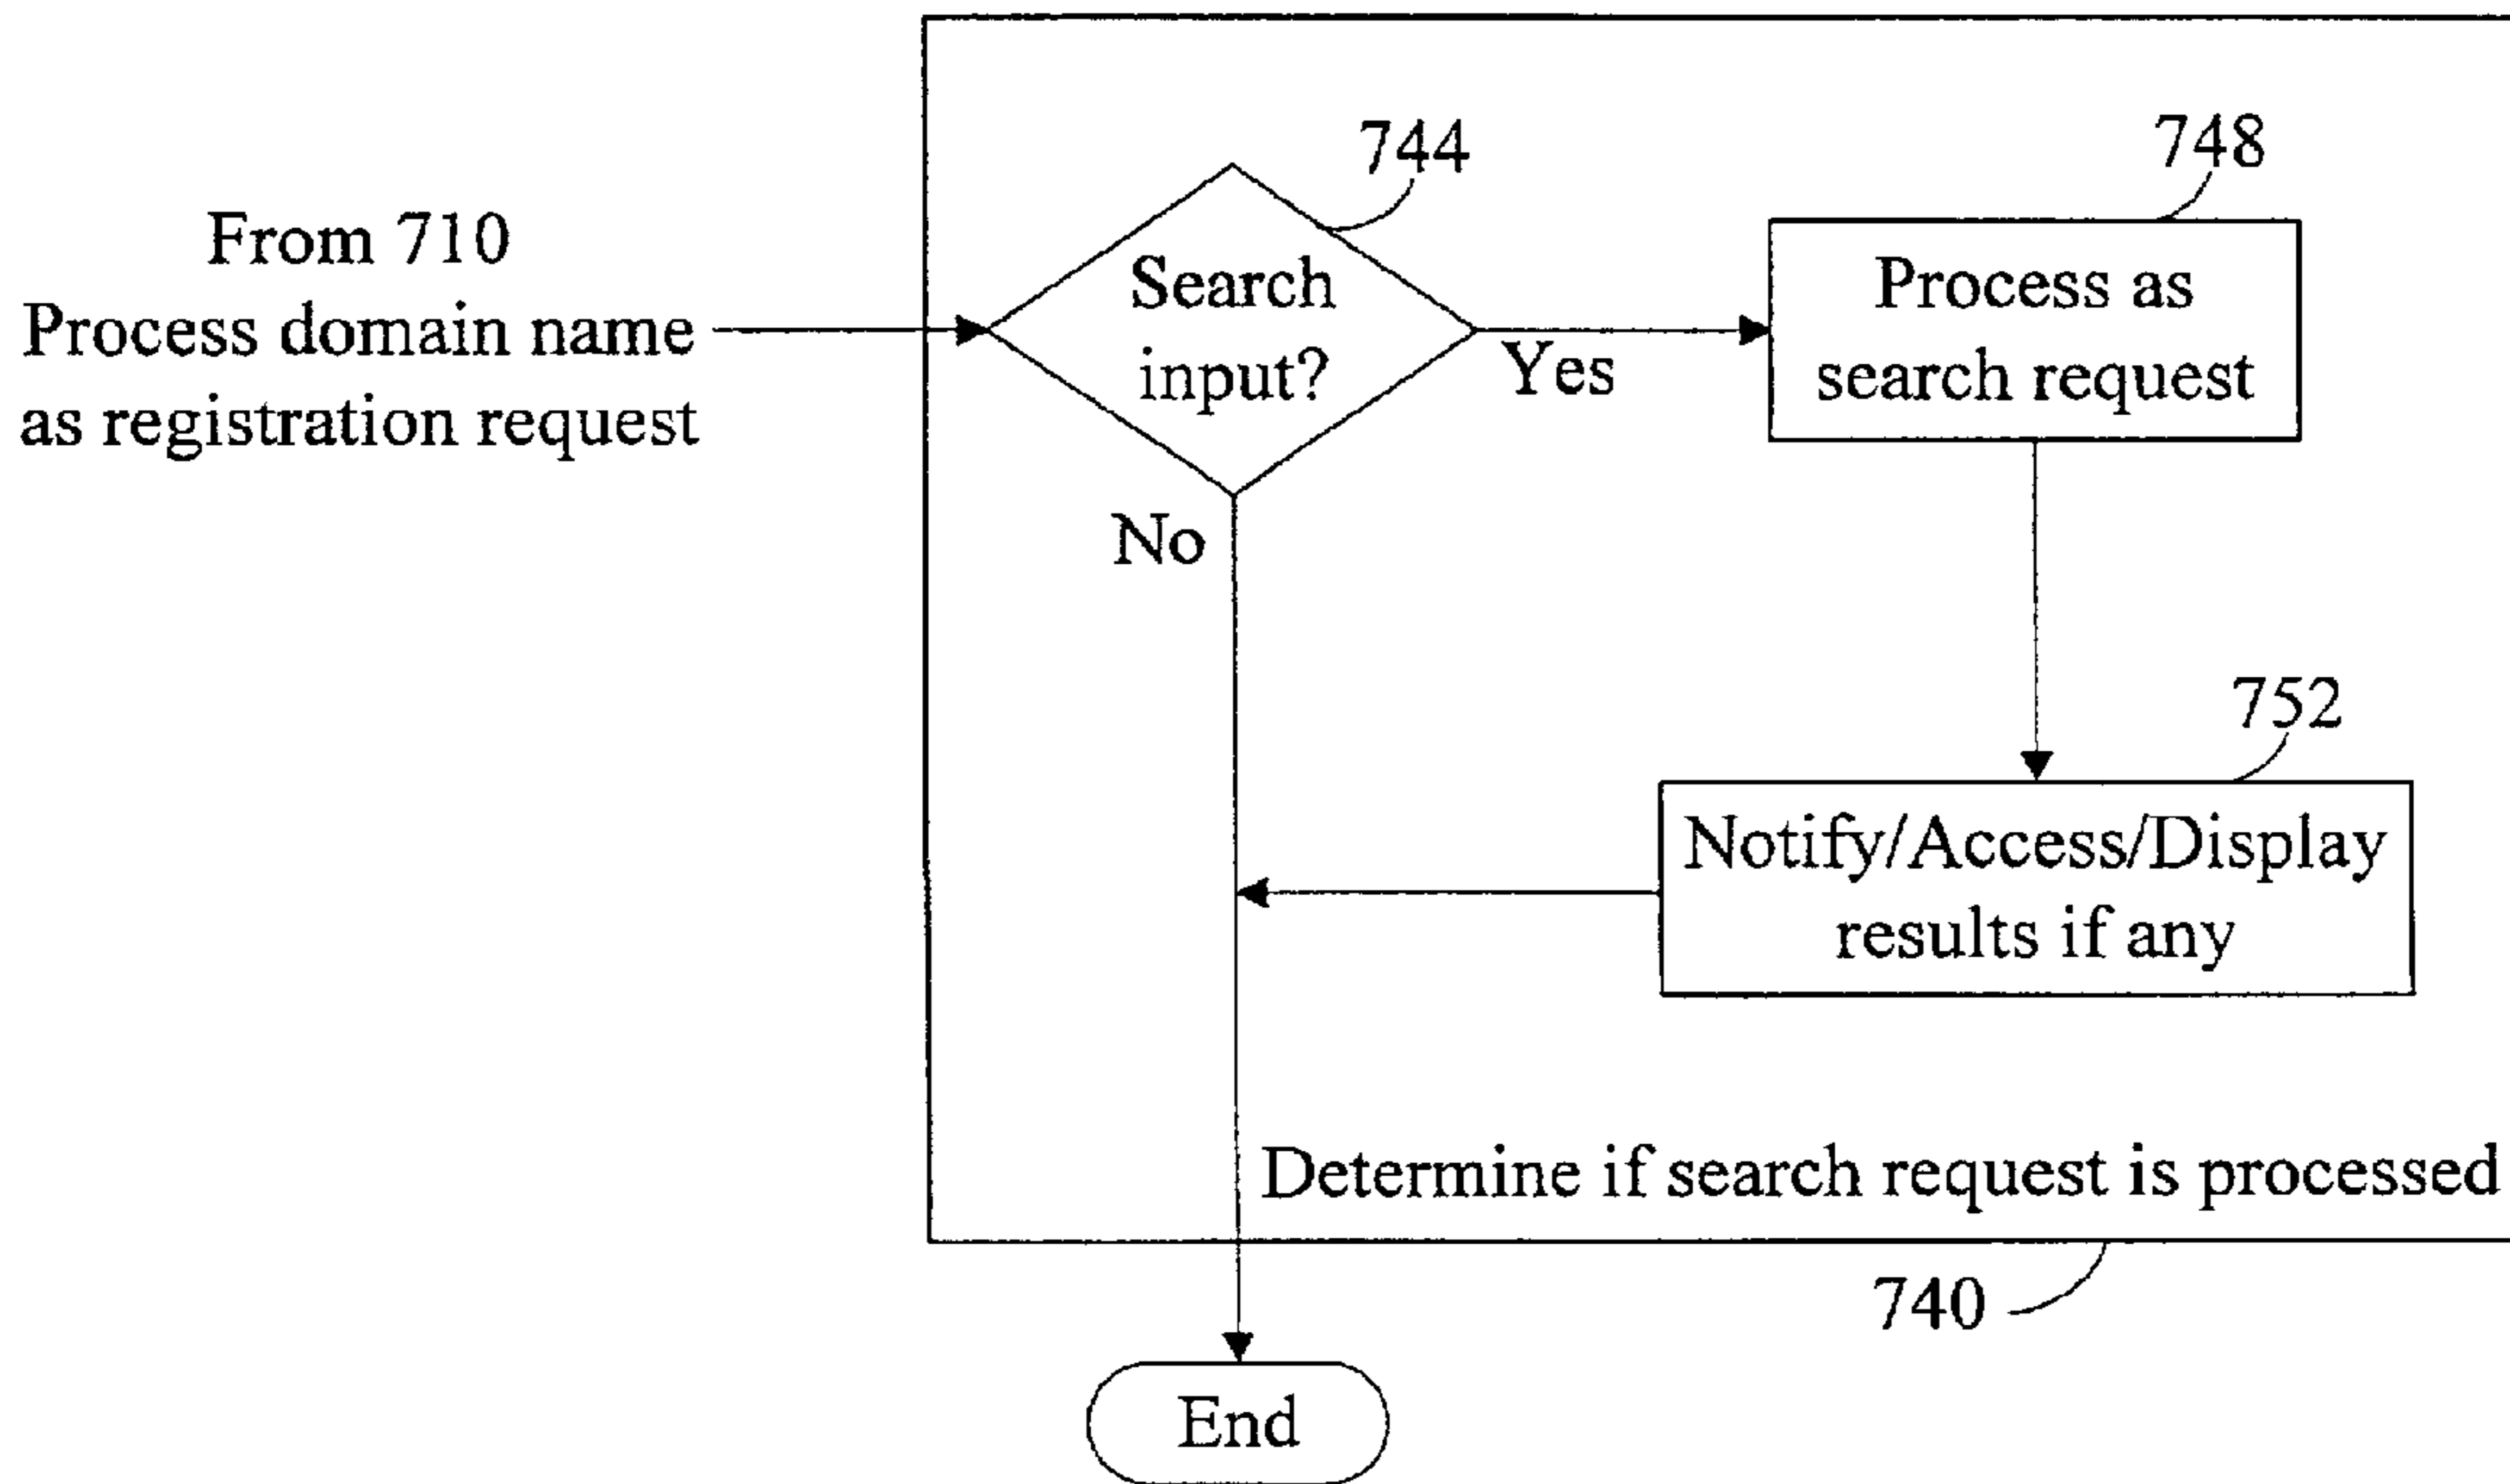 744
748
From 710
Process domain name
as registration request
Search
input?
Yes
No
Process as
search request
752
Notify/Access/Display
results if any
Determine if search request is processed
740
End